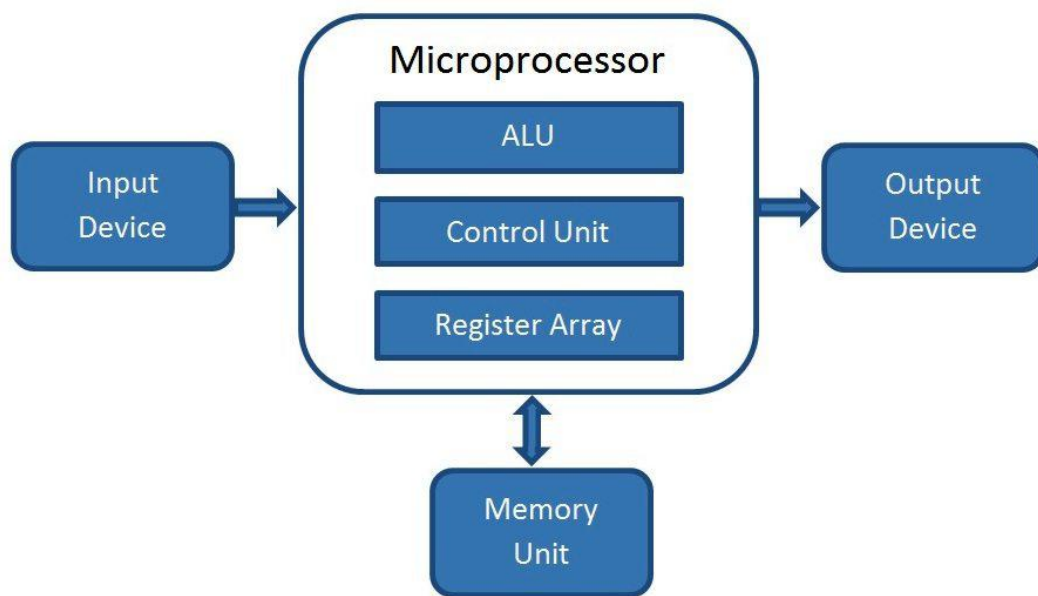 Microprocessor
ALU
Input
Device
Control Unit
Output
Device
Register Array
Memory
Unit